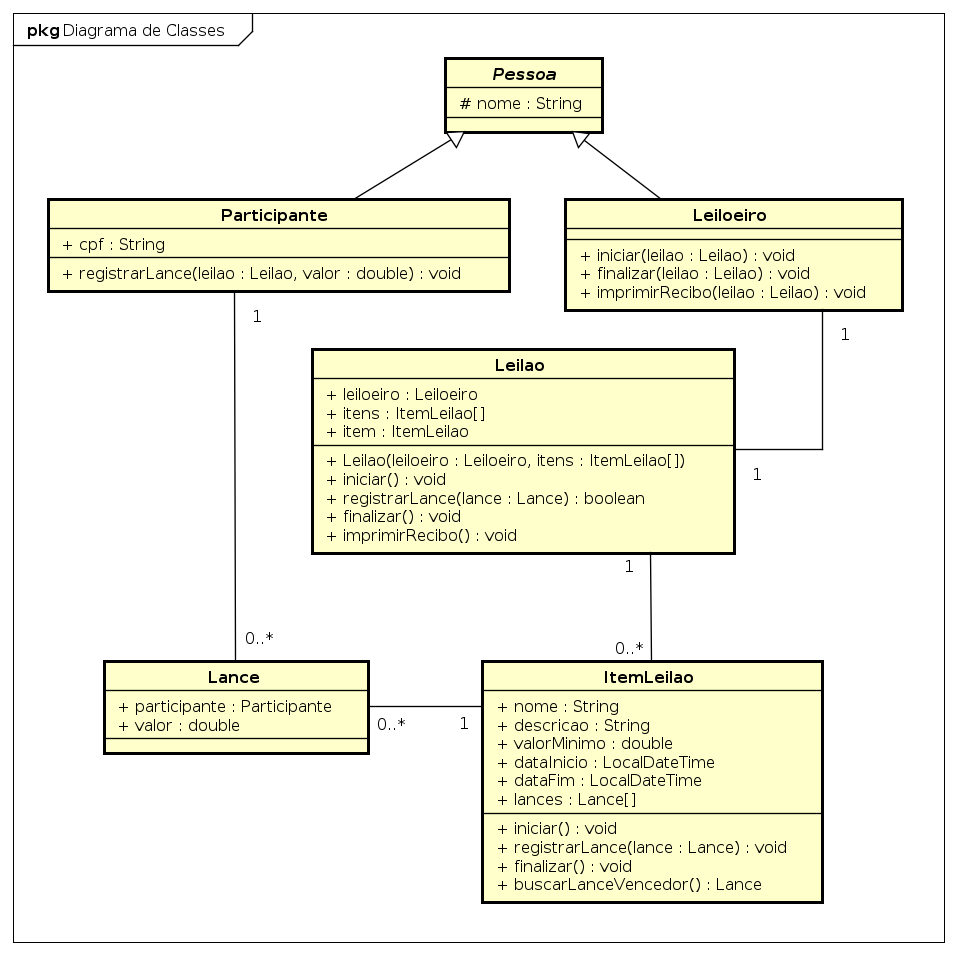 pkg Diagrama de Classes
Pessoa
# nome : String
Participante
+ cpf : String
+ registrarLance(leilao : Leilao, valor : double) : void
Leiloeiro
+ iniciar(leilao : Leilao) : void
+ finalizar(leilao : Leilao) : void
+ imprimirRecibo(leilao : Leilao) : void
1
1
Leilao
+ leiloeiro : Leiloeiro
+ itens : ItemLeilao[]
+ item : ItemLeilao
+ Leilao(leiloeiro : Leiloeiro, itens : ItemLeilao[])
+ iniciar() : void
+ registrarLance(lance : Lance) : boolean
+ finalizar() : void
+ imprimirRecibo() : void
1
1
0..*
0..*
Lance
+ participante : Participante
+ valor : double
0..*
1
ItemLeilao
+ nome : String
+ descricao : String
+ valorMinimo : double
+ dataInicio : LocalDateTime
+ dataFim : LocalDateTime
+ lances : Lance[]
+ iniciar() : void
+ registrarLance(lance : Lance) : void
+ finalizar() : void
+ buscarLanceVencedor() : Lance